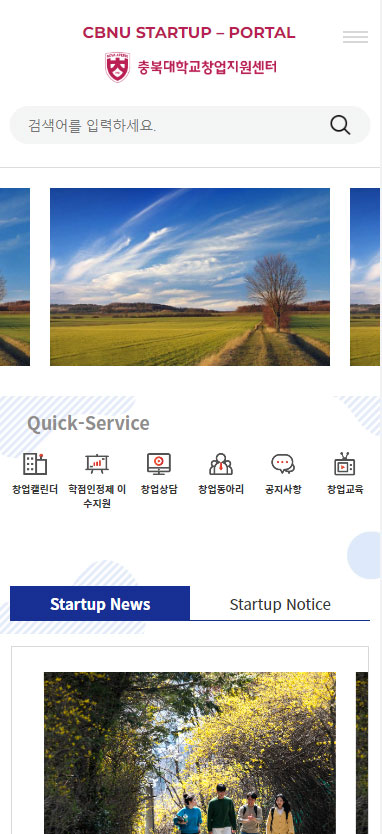 CBNU STARTUP – PORTAL
충북대학교창업지원센터
검색어를 입력하세요.
Quick-Service
창업캘린더
학점인정제 이
수지원
창업상담
창업동아리
공지사항
창업교육
Startup News
Startup Notice